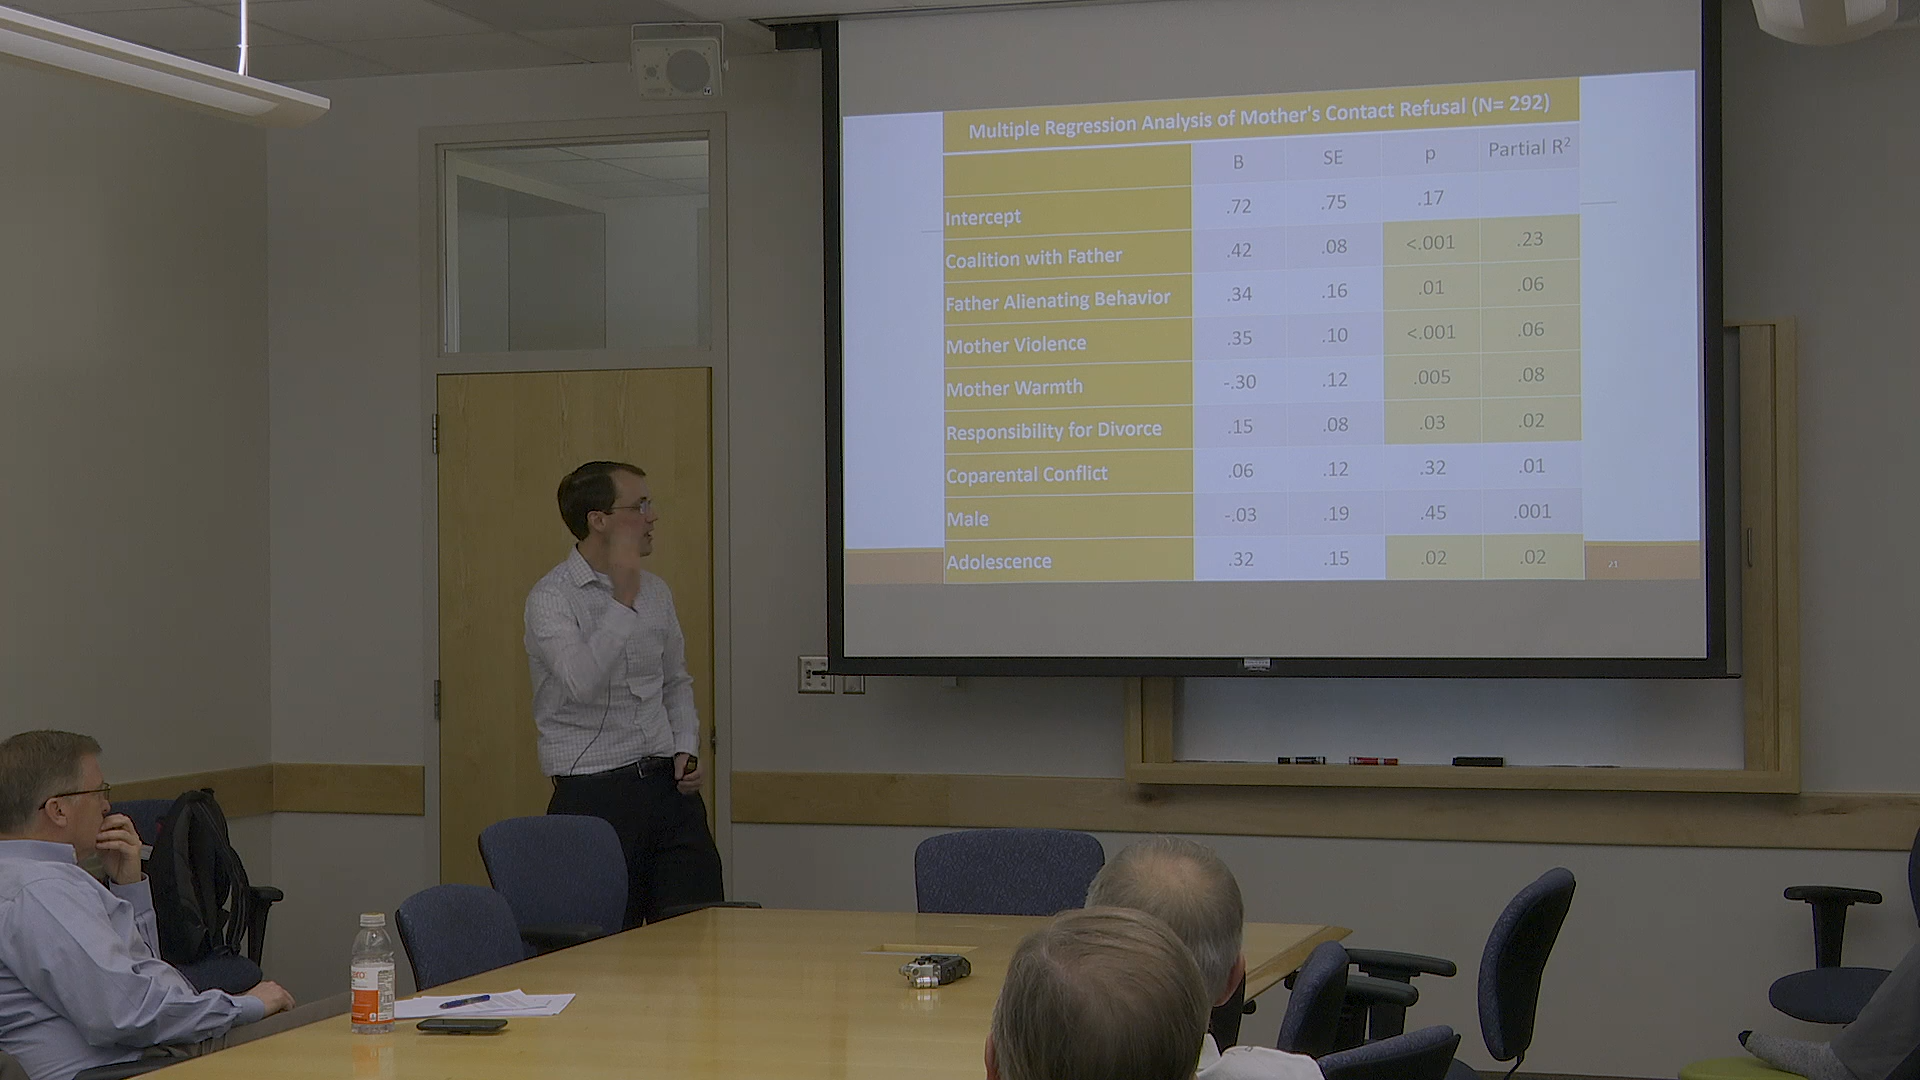 Multiple Regression Analysis of Mother's Contact Refusal (N= 292)
B SE p Partial R²
Intercept .72 .75 .17
Coalition with Father .42 .08 <.001 .23
Father Alienating Behavior .34 .16 .01 .06
Mother Violence .35 .10 <.001 .06
Mother Warmth -.30 .12 .005 .08
Responsibility for Divorce .15 .08 .03 .02
Coparental Conflict .06 .12 .32 .01
Male -.03 .19 .45 .001
Adolescence .32 .15 .02 .02
21